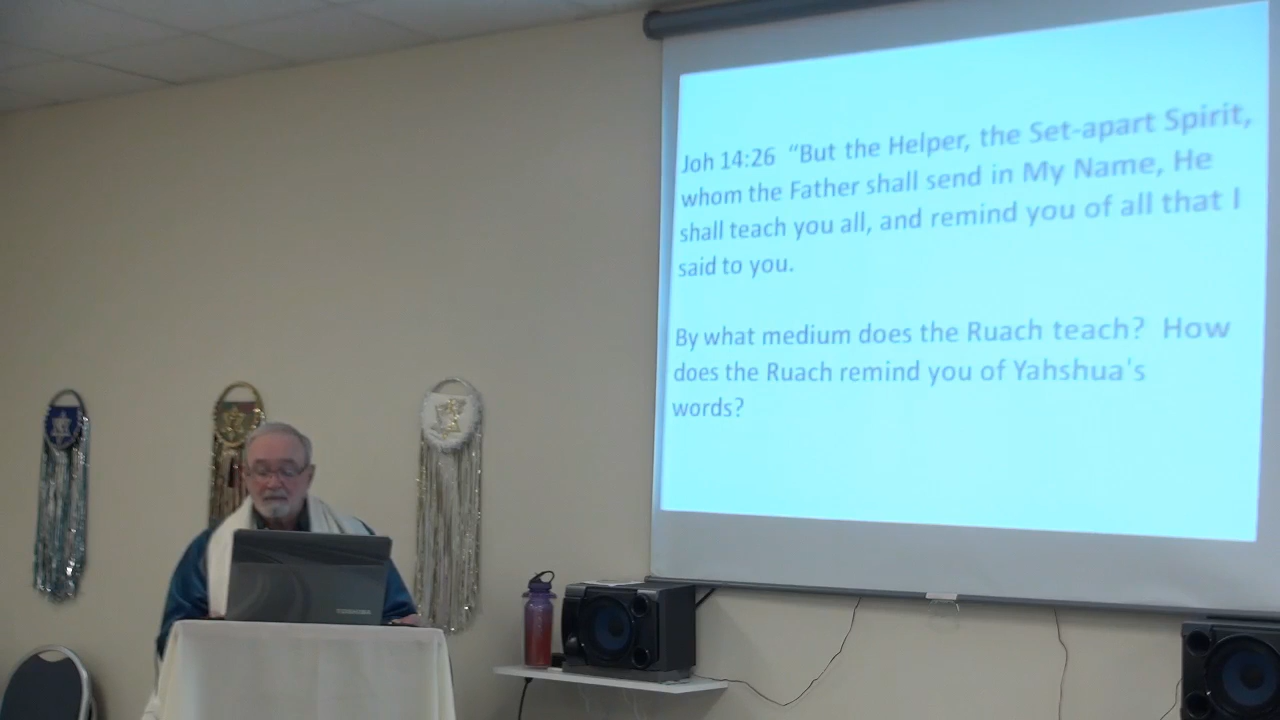 Joh 14:26 “But the Helper, the Set-apart Spirit,
whom the Father shall send in My Name, He
shall teach you all, and remind you of all that I
said to you.
By what medium does the Ruach teach? How
does the Ruach remind you of Yahshua's
words?
TOSHIBA